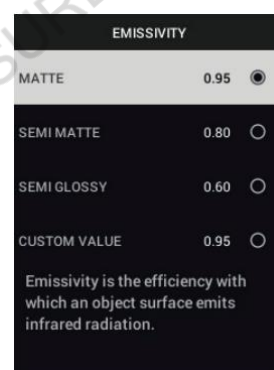 EMISSIVITY
MATTE 0.95
SEMI MATTE 0.80
SEMI GLOSSY 0.60
CUSTOM VALUE 0.95
Emissivity is the efficiency with
which an object surface emits
infrared radiation.